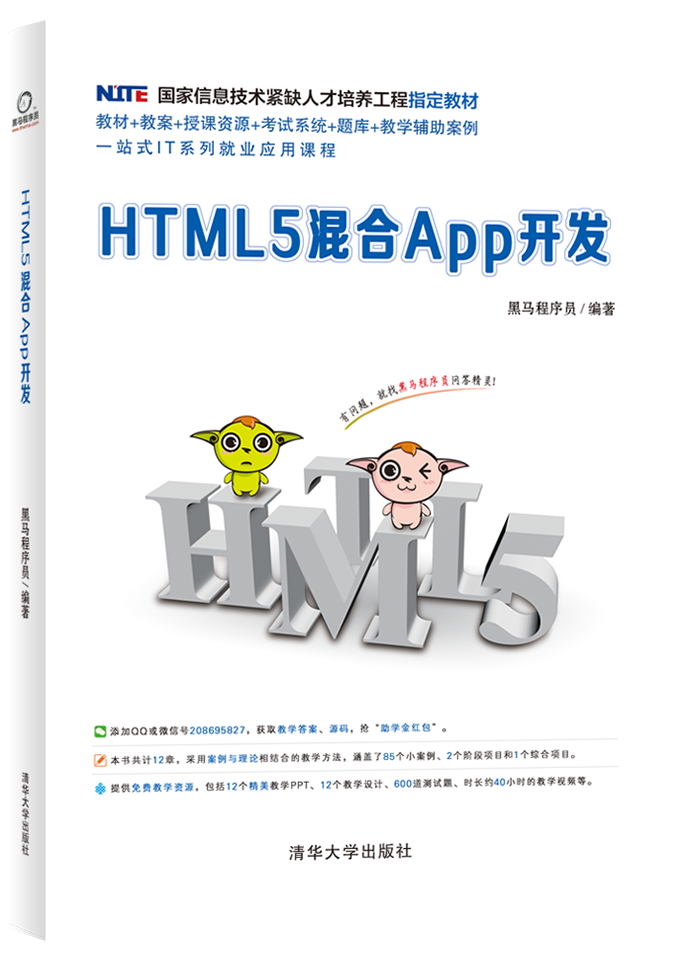 NITE 国家信息技术紧缺人才培养工程指定教材
教材+教案+授课资源+考试系统+题库+教学辅助案例
一站式IT系列就业应用课程
HTML5混合App开发
黑马程序员 / 编著
有问题，就找黑马程序员问答精灵!
HTML5
添加QQ或微信号208695827，获取教学答案、源码，抢“助学金红包”。
本书共计12章，采用案例与理论相结合的教学方法，涵盖了85个小案例、2个阶段项目和1个综合项目。
提供免费教学资源，包括12个精美教学PPT、12个教学设计、600道测试题、时长约40小时的教学视频等。
清华大学出版社
黑马程序员
HTML5混合App开发
黑马程序员/编著
清华大学出版社